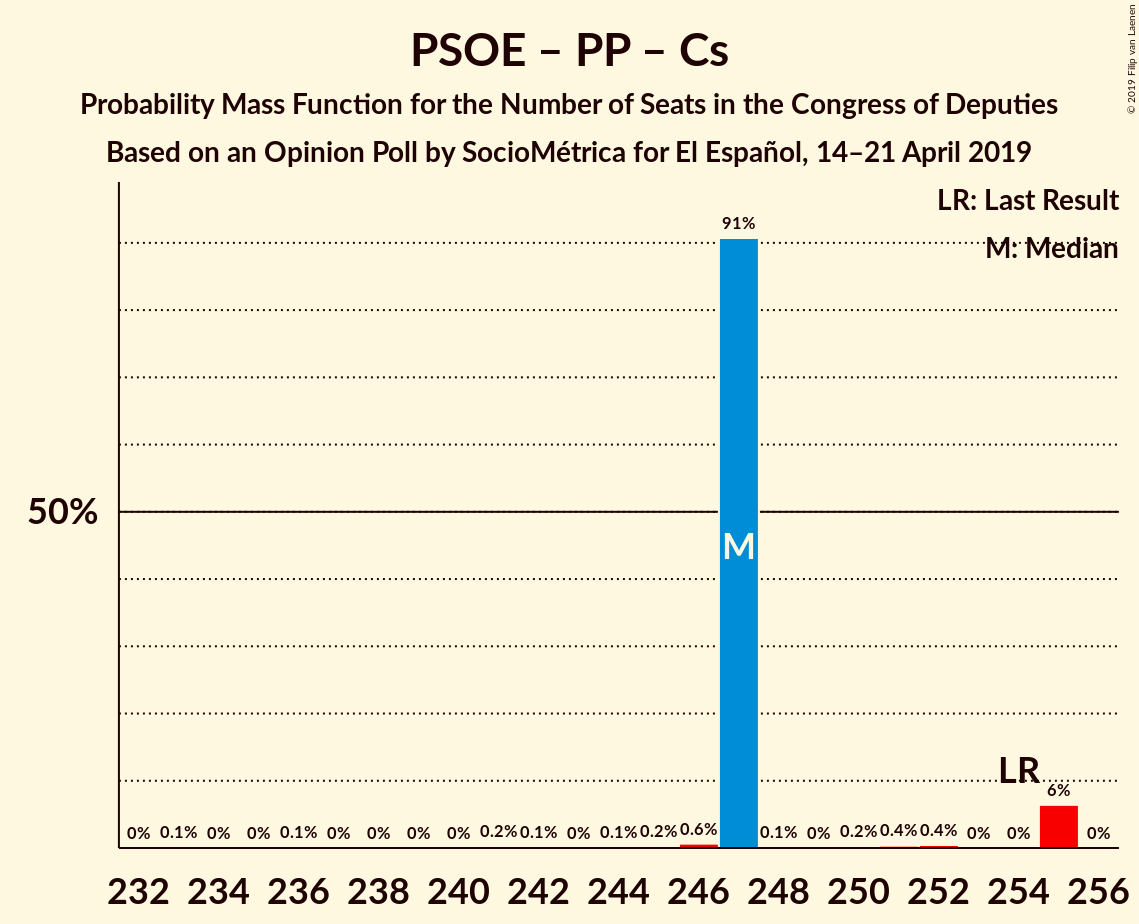 PSOE – PP – Cs
Probability Mass Function for the Number of Seats in the Congress of Deputies
Based on an Opinion Poll by SocioMétrica for El Español, 14–21 April 2019
© 2019 Filip van Laenen
LR: Last Result
M: Median
91%
50%
M
LR
6%
0% 0.1% 0% 0% 0.1% 0% 0% 0% 0% 0.2% 0.1% 0% 0.1% 0.2% 0.6% 0.1% 0% 0.2% 0.4% 0.4% 0% 0% 0%
232 234 236 238 240 242 244 246 248 250 252 254 256